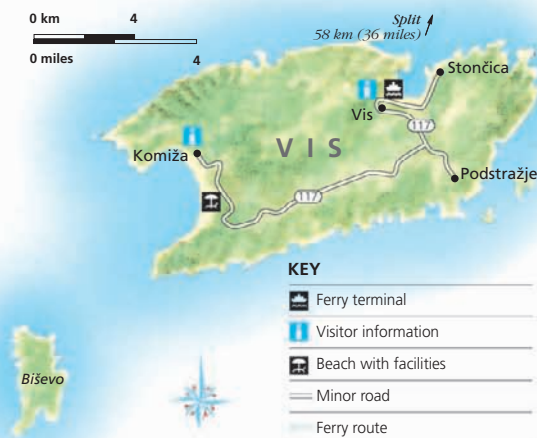 0 km 4
0 miles 4
Split
58 km (36 miles)
Stončica
Vis
117
Komiža
VIS
Podstražje
117
KEY
Ferry terminal
Visitor information
Beach with facilities
Minor road
Ferry route
Biševo